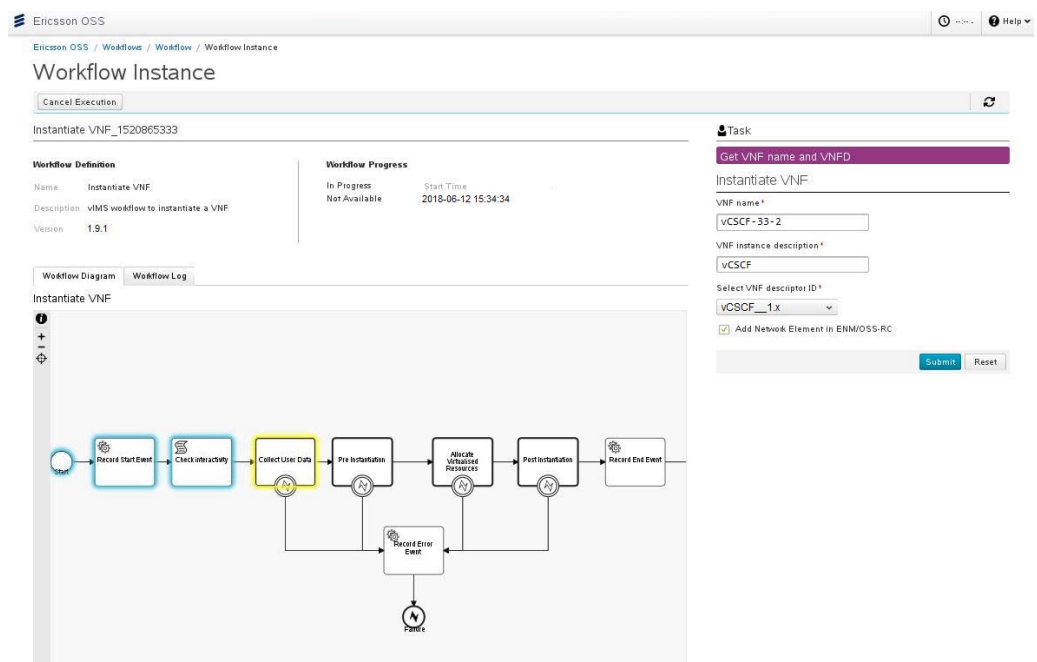 Ericsson OSS
--:-- .
Help
Ericsson OSS / Workflows / Workflow / Workflow Instance
Workflow Instance
Cancel Execution
Instantiate VNF_1520865333
Workflow Definition
Name Instantiate VNF
Description vIMS workflow to instantiate a VNF
Version 1.9.1
Workflow Progress
In Progress Start Time
Not Available 2018-06-12 15:34:34
Workflow Diagram Workflow Log
Instantiate VNF
Start
Record Start Event
Check interactivity
Collect User Data
Pre Instantiation
Allocate
Virtualised
Resources
Post Instantiation
Record End Event
Record Error
Event
Failure
Task
Get VNF name and VNFD
Instantiate VNF
VNF name*
vCSCF-33-2
VNF instance description*
vCSCF
Select VNF descriptor ID*
vCSCF__1.x
Add Network Element in ENM/OSS-RC
Submit Reset